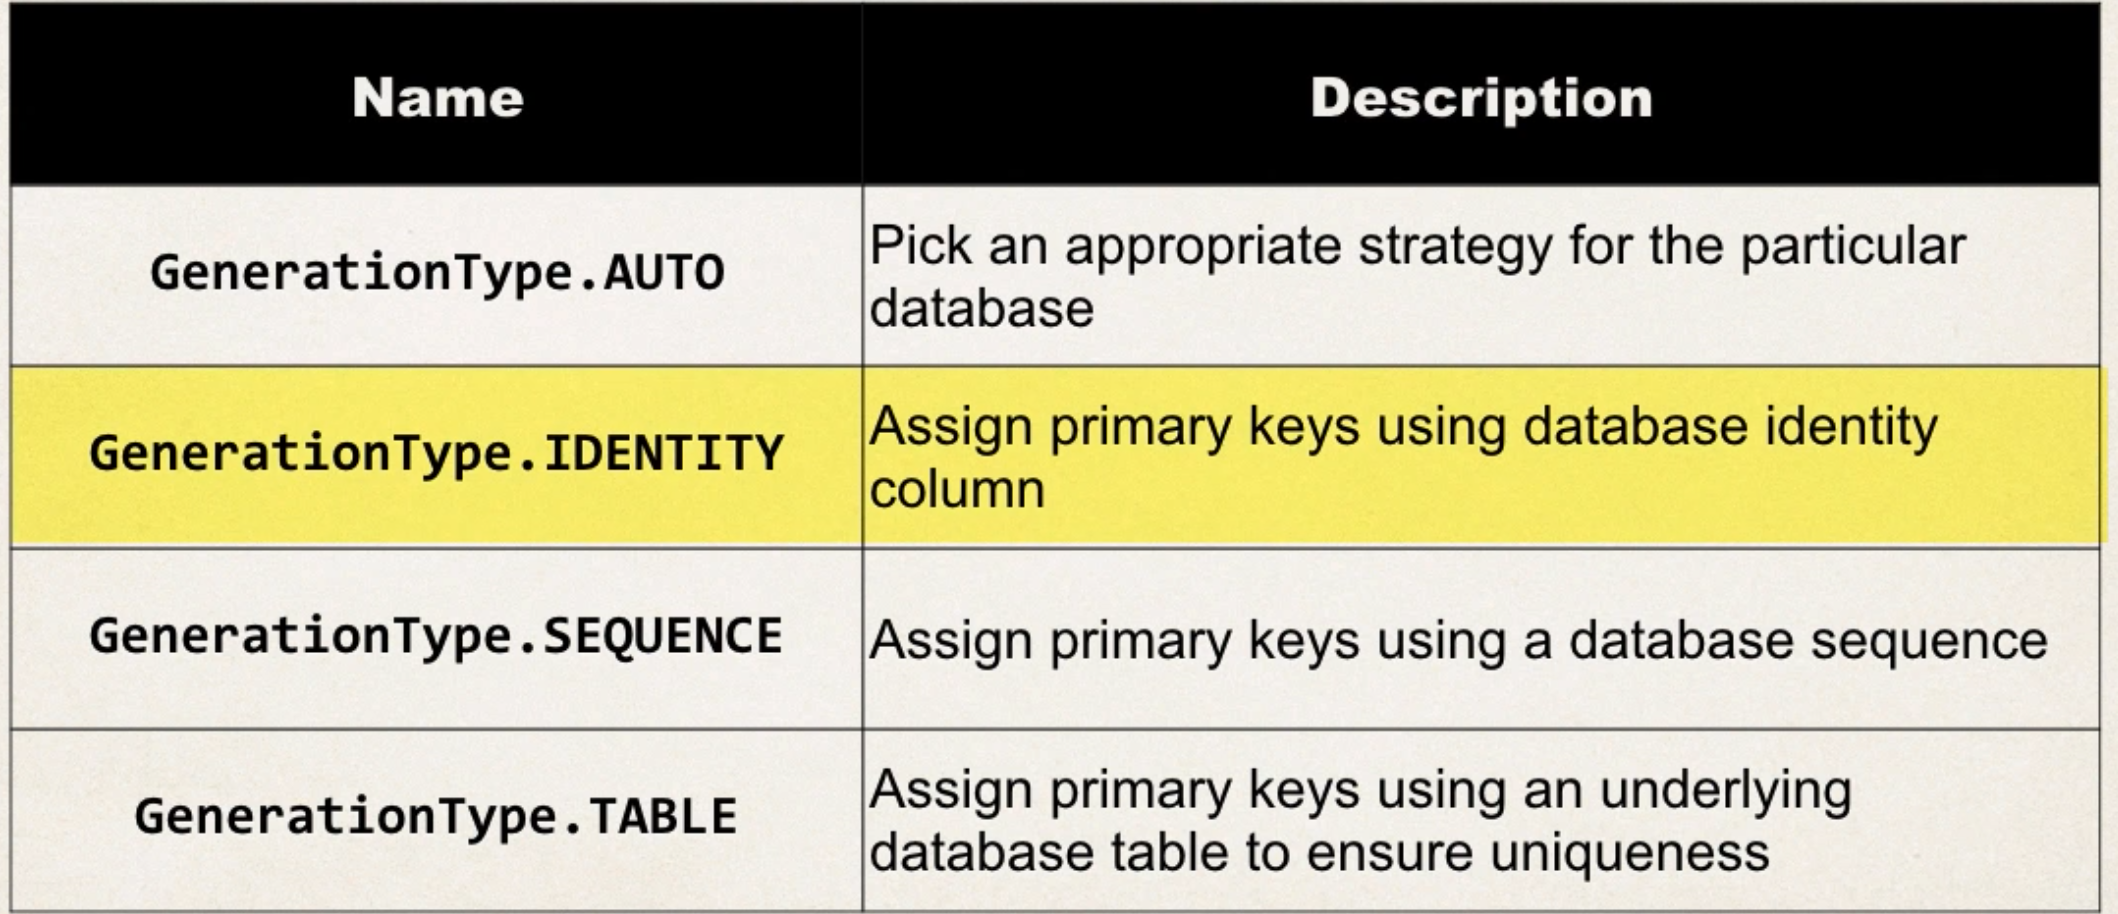 Name
Description
GenerationType.AUTO
Pick an appropriate strategy for the particular
database
GenerationType.IDENTITY
Assign primary keys using database identity
column
GenerationType.SEQUENCE
Assign primary keys using a database sequence
GenerationType.TABLE
Assign primary keys using an underlying
database table to ensure uniqueness